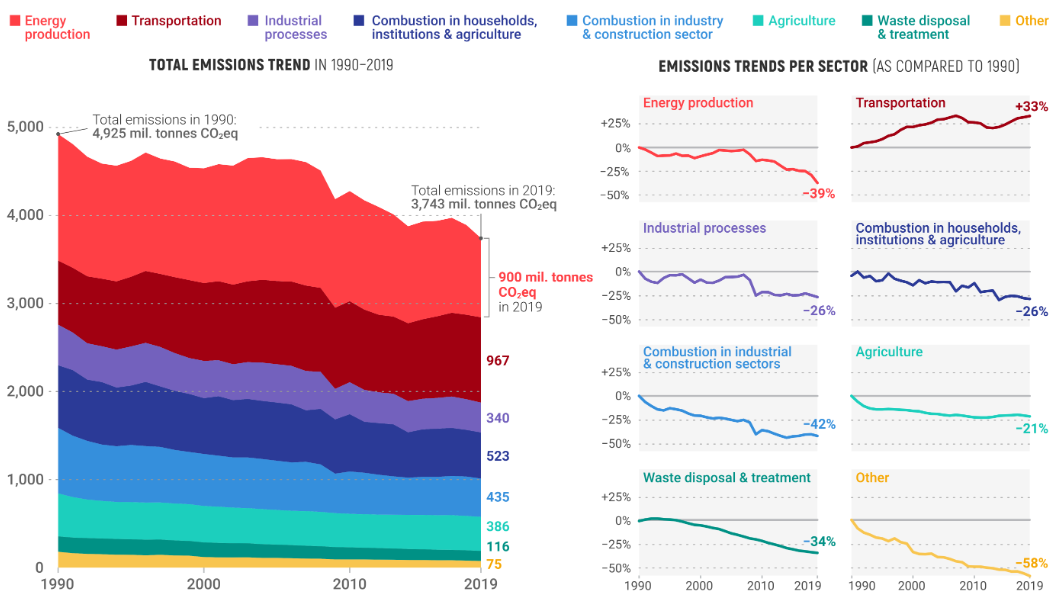 Energy production
Transportation
Industrial processes
Combustion in households, institutions & agriculture
Combustion in industry & construction sector
Agriculture
Waste disposal & treatment
Other
TOTAL EMISSIONS TREND IN 1990–2019
Total emissions in 1990:
4,925 mil. tonnes CO₂eq
5,000
4,000
3,000
2,000
1,000
0
Total emissions in 2019:
3,743 mil. tonnes CO₂eq
900 mil. tonnes
CO₂eq
in 2019
967
340
523
435
386
116
75
1990
2000
2010
2019
EMISSIONS TRENDS PER SECTOR (AS COMPARED TO 1990)
Energy production
+25%
0%
−25%
−50%
−39%
Transportation
+33%
Industrial processes
+25%
0%
−25%
−50%
−26%
Combustion in households,
institutions & agriculture
−26%
Combustion in industrial
& construction sectors
+25%
0%
−25%
−50%
−42%
Agriculture
−21%
Waste disposal & treatment
+25%
0%
−25%
−50%
−34%
1990
2000
2010
2019
Other
−58%
1990
2000
2010
2019